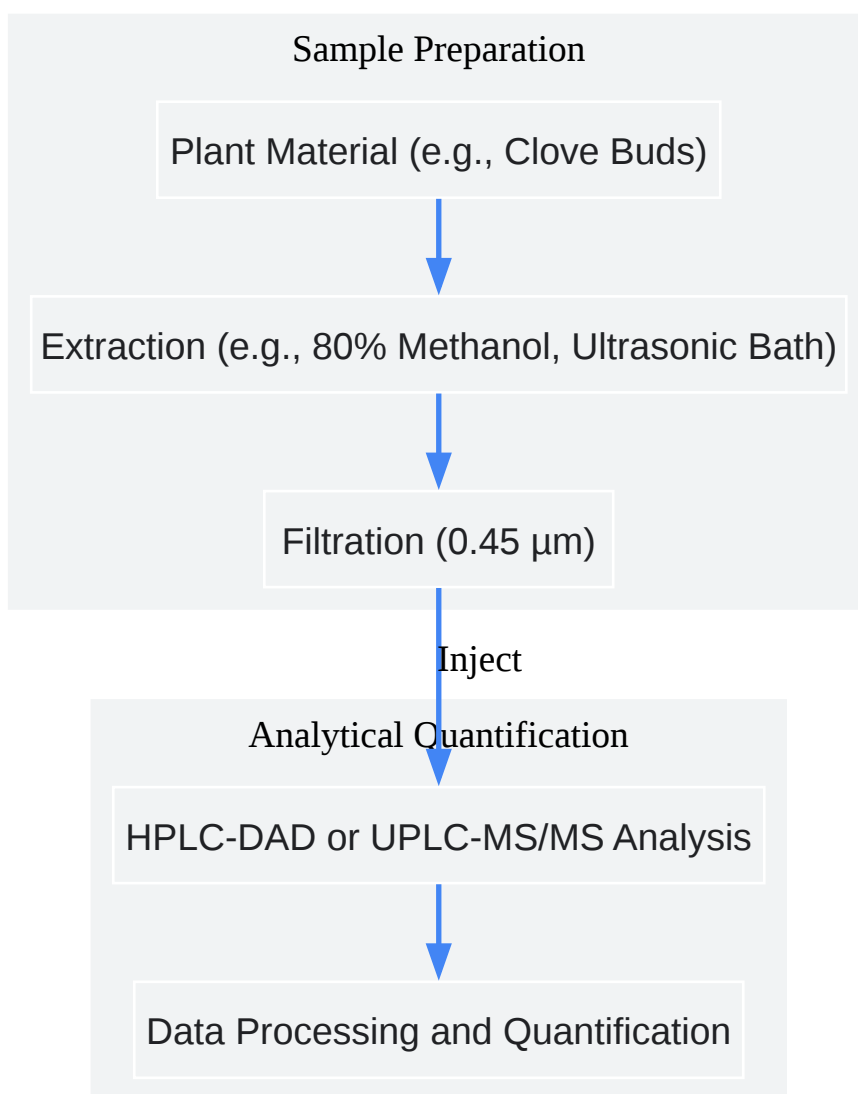 Sample Preparation
Plant Material (e.g., Clove Buds)
Extraction (e.g., 80% Methanol, Ultrasonic Bath)
Filtration (0.45 µm)
Inject
Analytical Quantification
HPLC-DAD or UPLC-MS/MS Analysis
Data Processing and Quantification